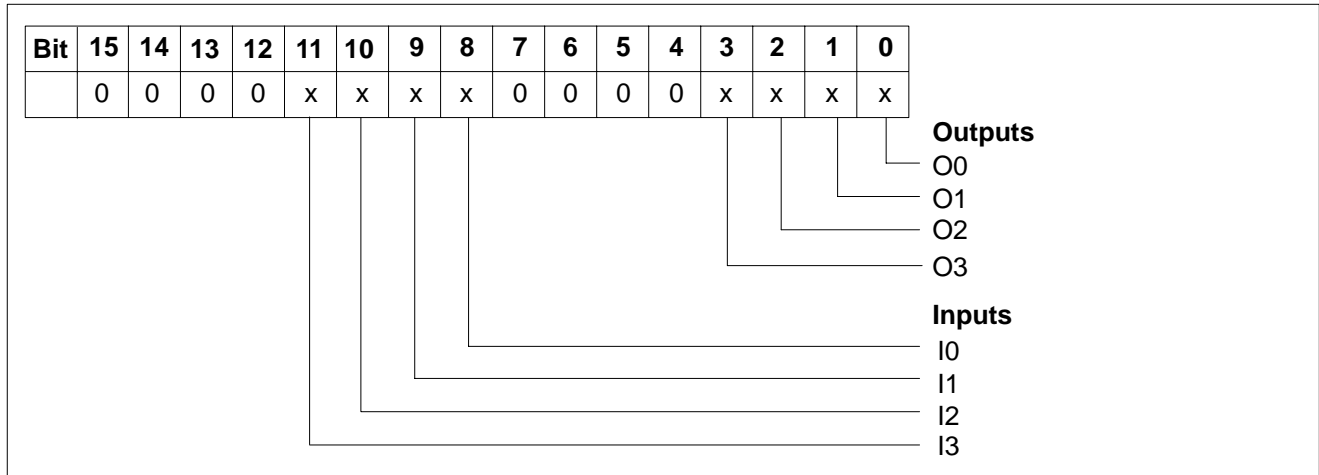 Bit 15 14 13 12 11 10 9 8 7 6 5 4 3 2 1 0
0 0 0 0 x x x x 0 0 0 0 x x x x
Outputs
O0
O1
O2
O3
Inputs
I0
I1
I2
I3